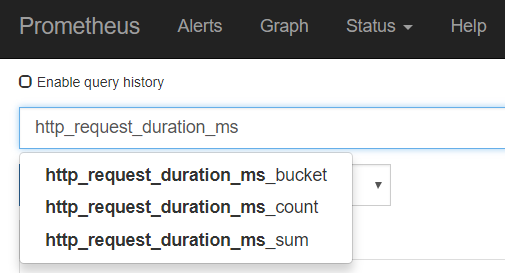 Prometheus Alerts Graph Status Help
Enable query history
http_request_duration_ms
http_request_duration_ms_bucket
http_request_duration_ms_count
http_request_duration_ms_sum